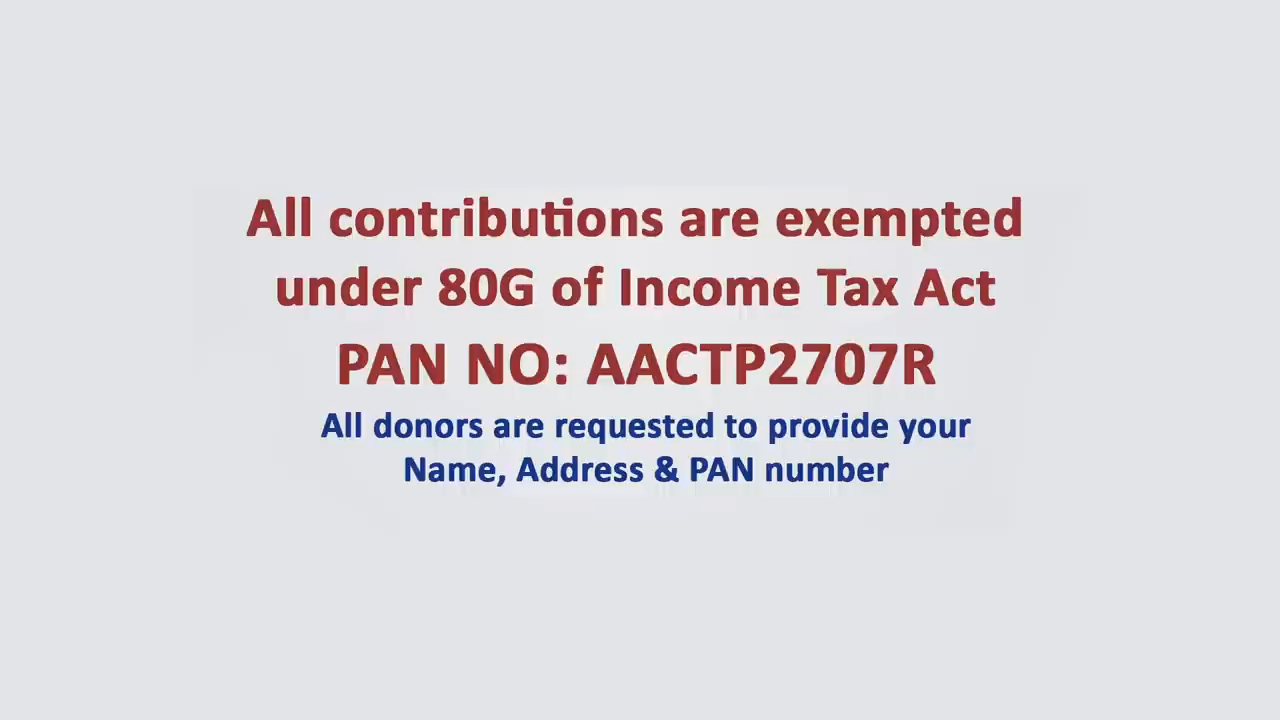 All contributions are exempted
under 80G of Income Tax Act
PAN NO: AACTP2707R
All donors are requested to provide your
Name, Address & PAN number